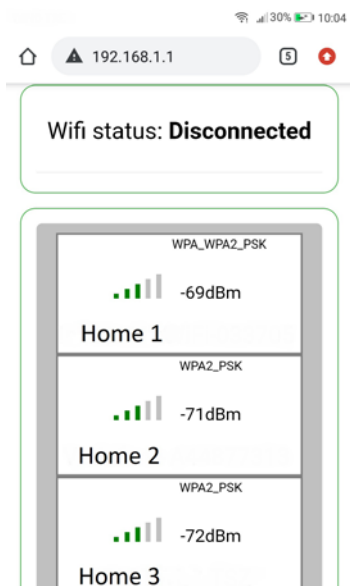 30% 10:04
192.168.1.1 5
Wifi status: Disconnected
WPA_WPA2_PSK
-69dBm
Home 1
WPA2_PSK
-71dBm
Home 2
WPA2_PSK
-72dBm
Home 3